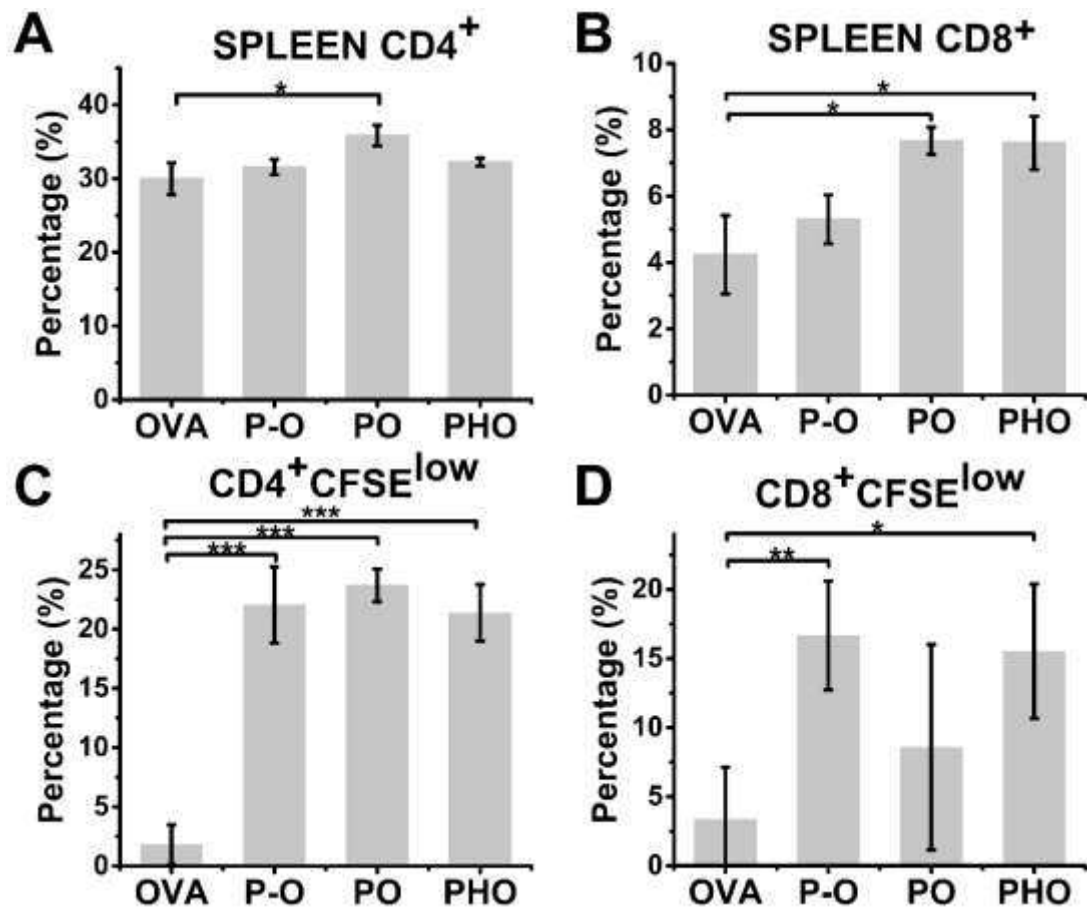 A
SPLEEN CD4+
*
Percentage (%)
40
30
20
10
0
OVA P-O PO PHO
B
SPLEEN CD8+
*
*
Percentage (%)
10
8
6
4
2
0
OVA P-O PO PHO
C
CD4+CFSElow
***
***
***
Percentage (%)
25
20
15
10
5
0
OVA P-O PO PHO
D
CD8+CFSElow
*
**
Percentage (%)
20
15
10
5
0
OVA P-O PO PHO